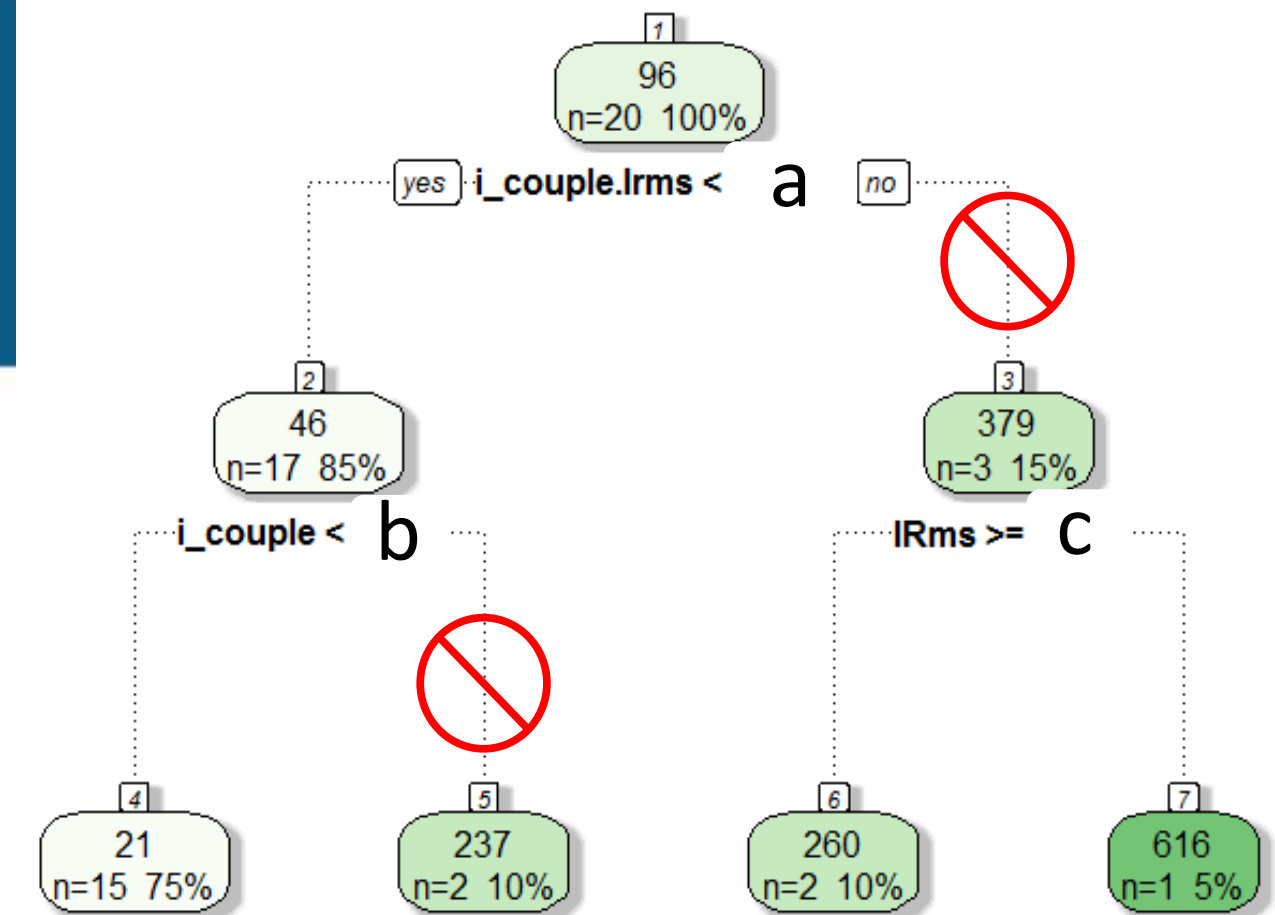 1
96
n=20 100%
yes i_couple.Irms < a no
2
46
n=17 85%
3
379
n=3 15%
i_couple < b
IRms >= c
4
21
n=15 75%
5
237
n=2 10%
6
260
n=2 10%
7
616
n=1 5%